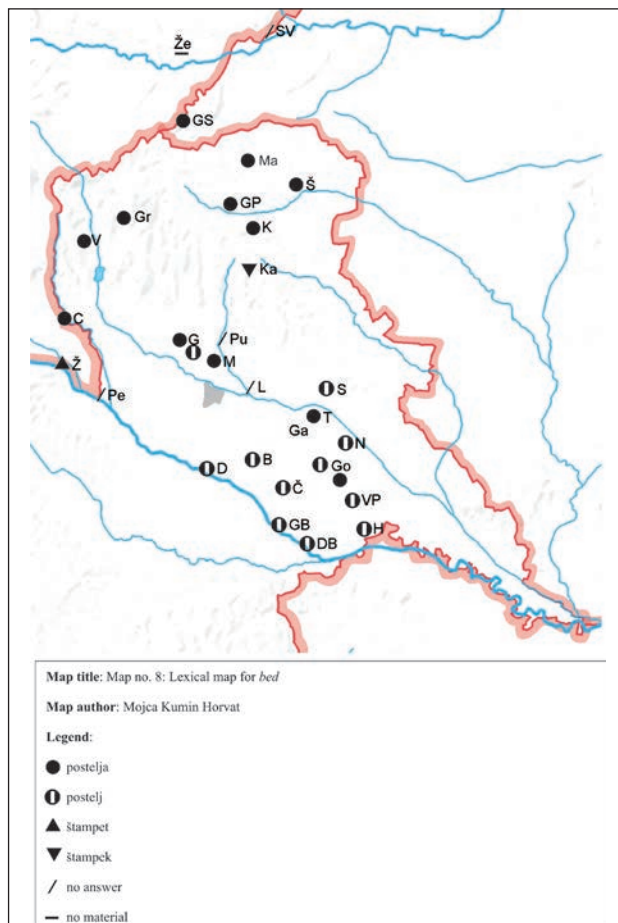 Že
SV
GS
Ma
Š
GP
Gr
K
V
Ka
C
G
Pu
M
Ž
Pe
L
S
T
Ga
N
D
B
Go
Č
VP
GB
H
DB
Map title: Map no. 8: Lexical map for bed
Map author: Mojca Kumin Horvat
Legend:
postelja
postelj
štampet
štampek
/ no answer
– no material